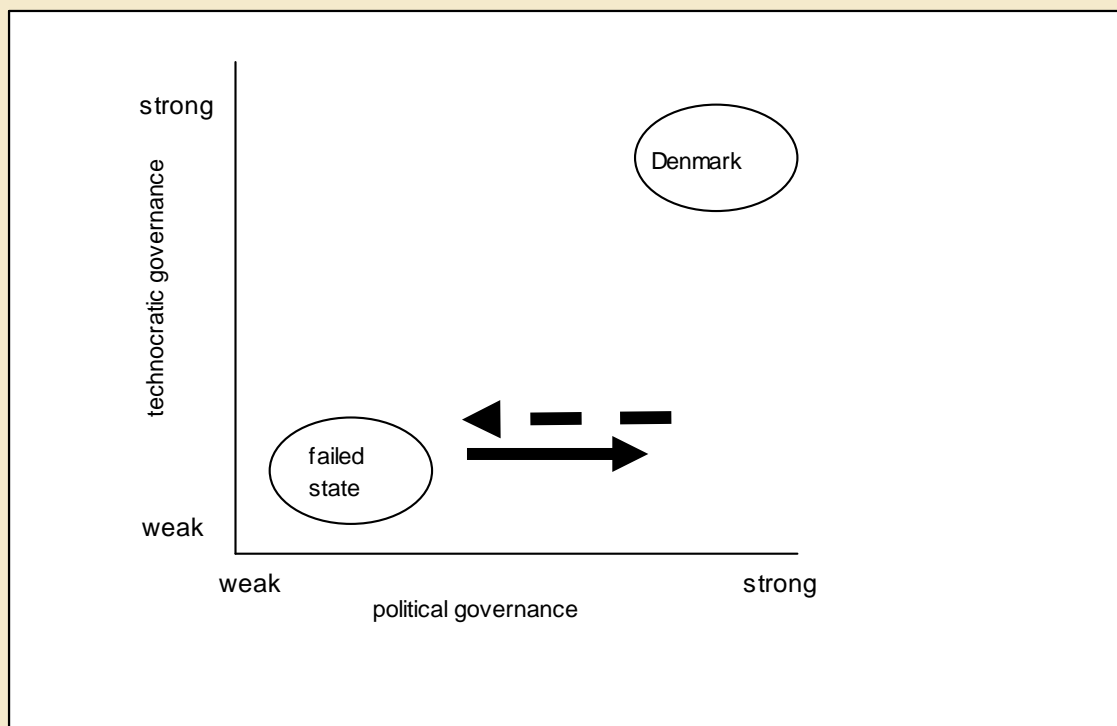 strong
technocratic governance
Denmark
failed
state
weak
weak
strong
political governance